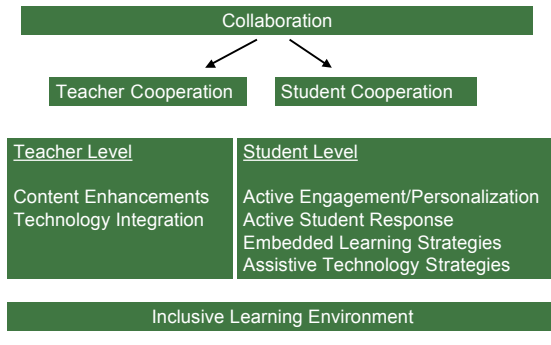 Collaboration
Teacher Cooperation
Student Cooperation
Teacher Level
Content Enhancements
Technology Integration
Student Level
Active Engagement/Personalization
Active Student Response
Embedded Learning Strategies
Assistive Technology Strategies
Inclusive Learning Environment